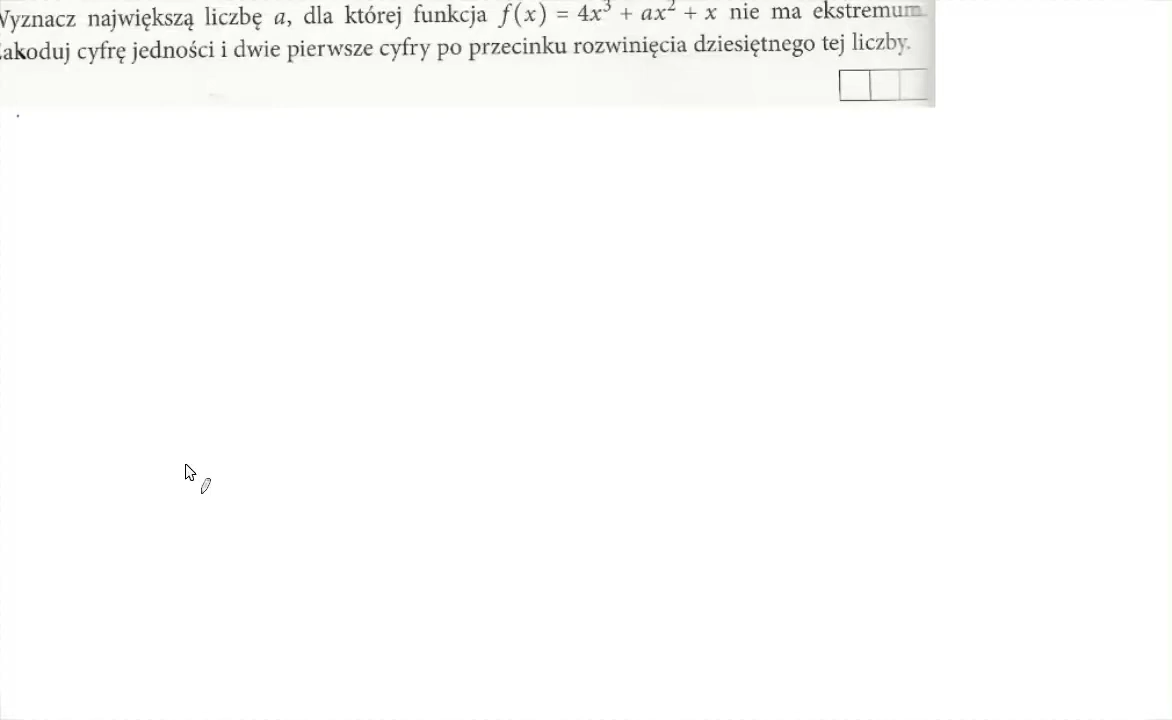 Wyznacz największą liczbę a, dla której funkcja f(x) = 4x³ + ax² + x nie ma ekstremum.
Zakoduj cyfrę jedności i dwie pierwsze cyfry po przecinku rozwinięcia dziesiętnego tej liczby.